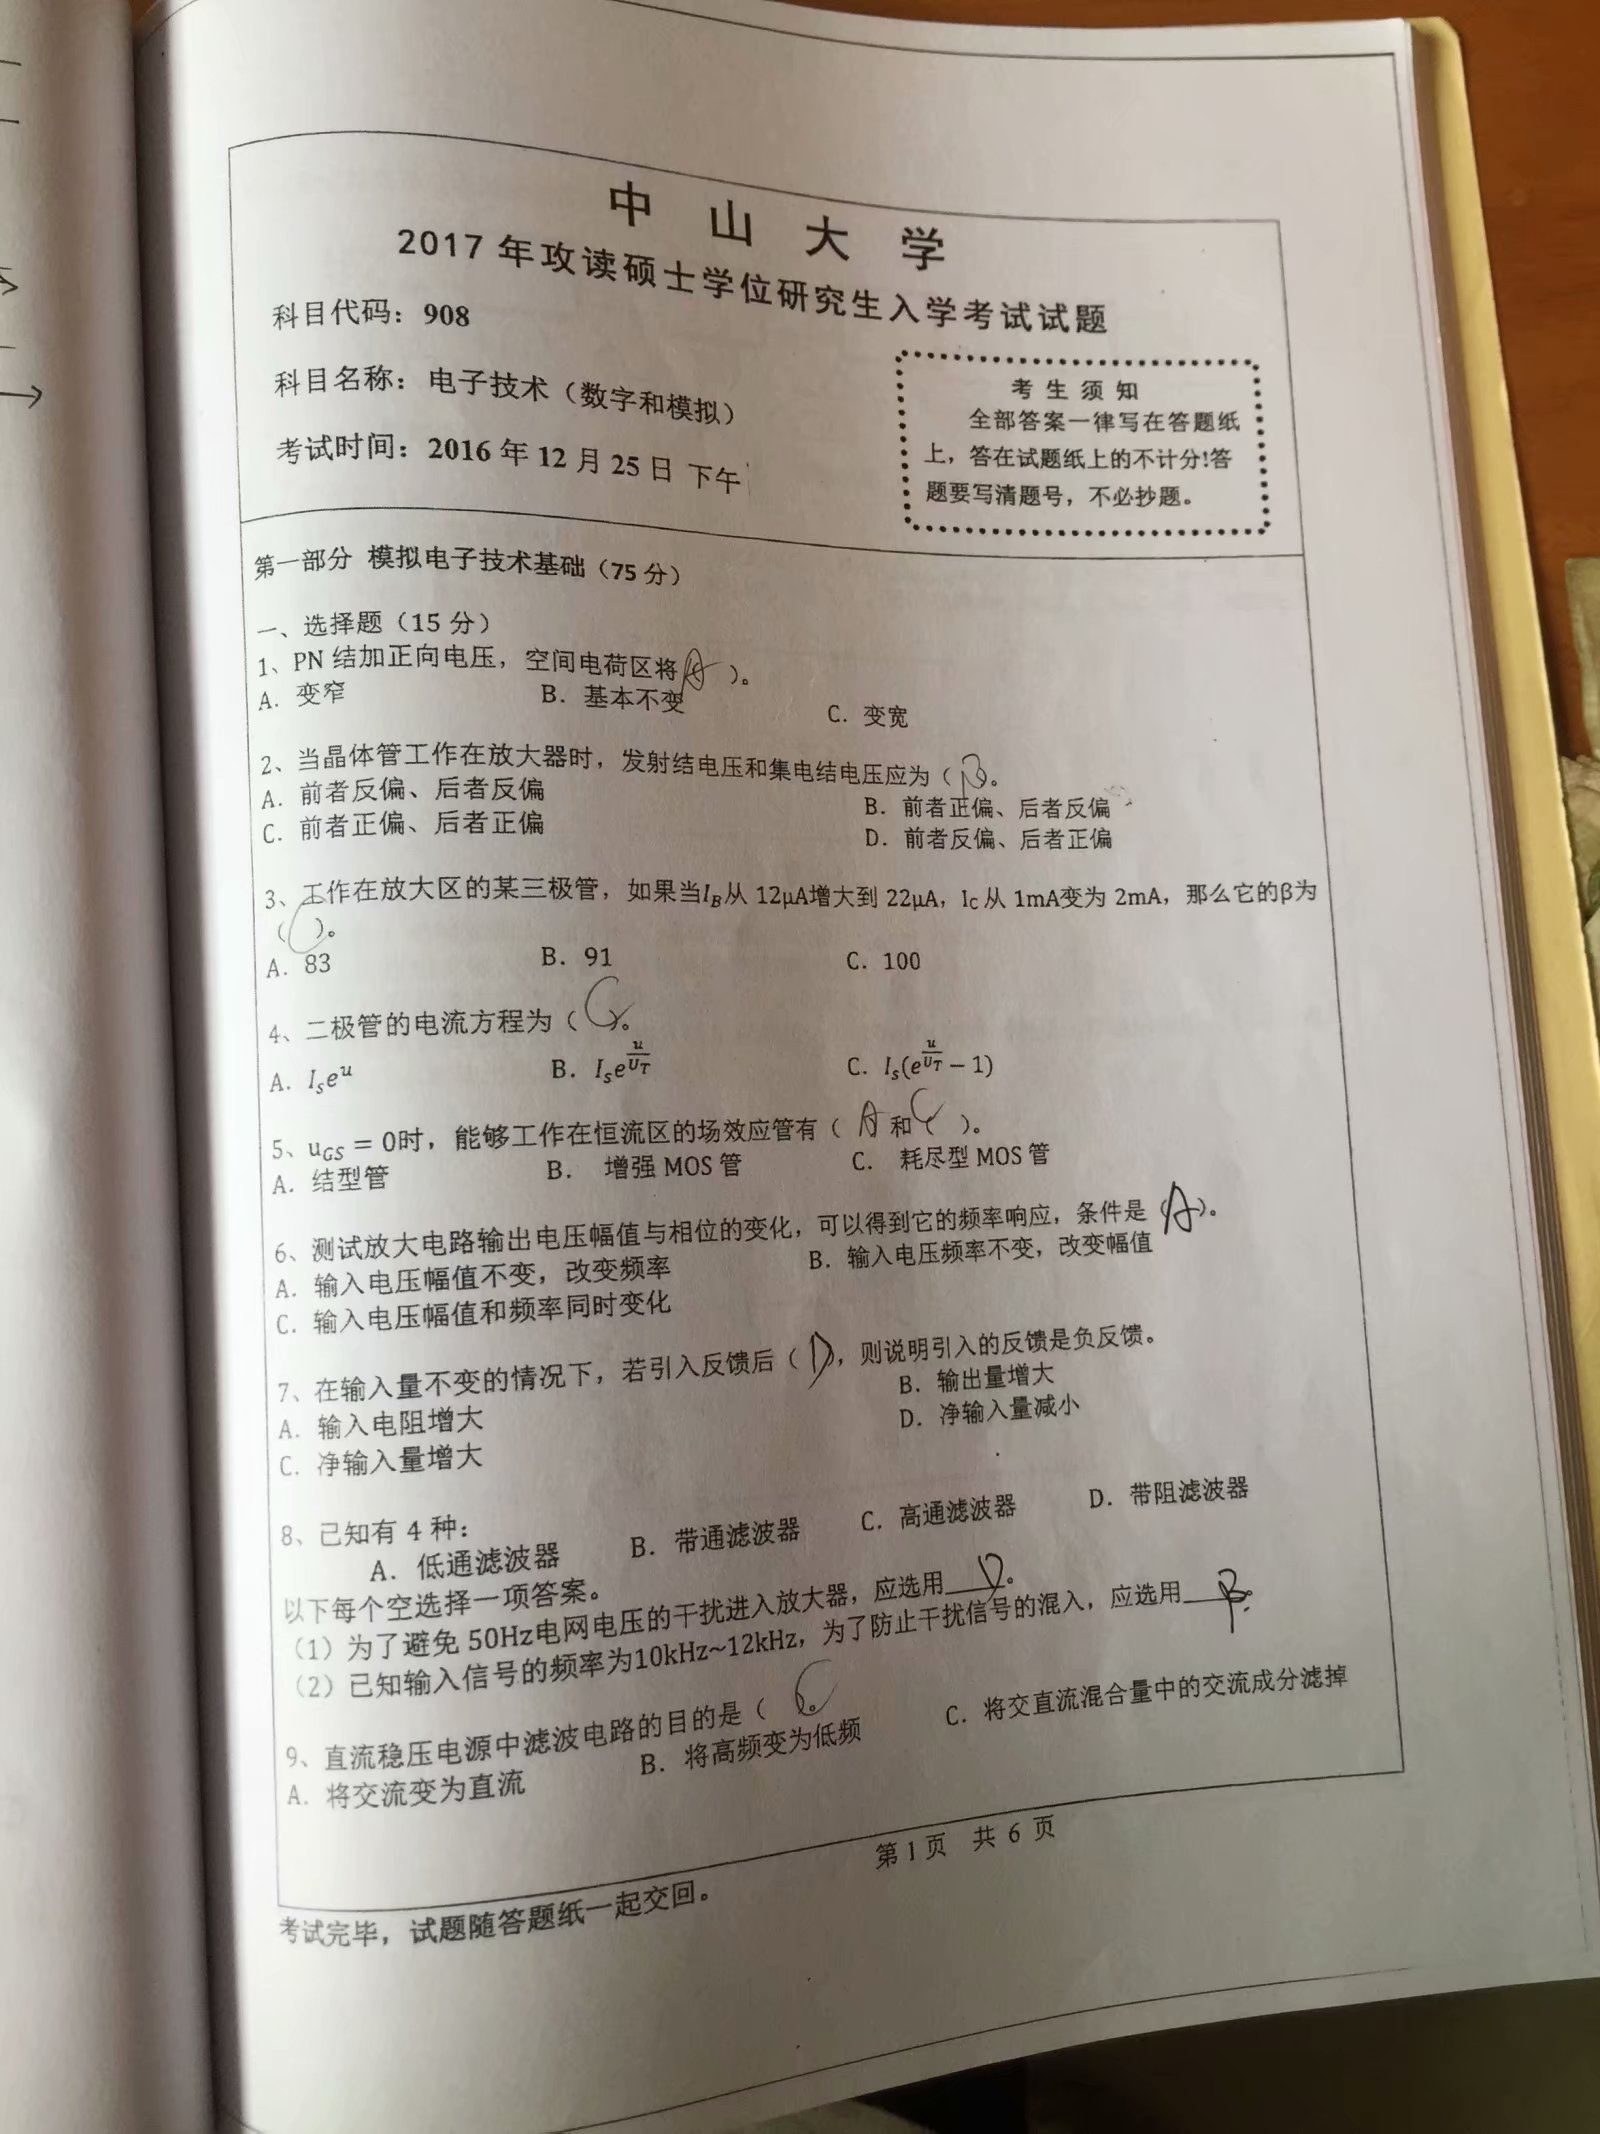 中 山 大 学
2017 年攻读硕士学位研究生入学考试试题
科目代码：908
科目名称：电子技术（数字和模拟）
考试时间：2016 年 12 月 25 日 下午
考 生 须 知
全部答案一律写在答题纸
上，答在试题纸上的不计分!答
题要写清题号，不必抄题。
第一部分 模拟电子技术基础（75 分）
一、选择题（15 分）
1、PN 结加正向电压，空间电荷区将（A ）。
A. 变窄 B. 基本不变 C. 变宽
2、当晶体管工作在放大器时，发射结电压和集电结电压应为（B）。
A. 前者反偏、后者反偏 B. 前者正偏、后者反偏
C. 前者正偏、后者正偏 D. 前者反偏、后者正偏
3、工作在放大区的某三极管，如果当I_B从 12μA增大到 22μA，I_C 从 1mA变为 2mA，那么它的β为
（C）。
A. 83 B. 91 C. 100
4、二极管的电流方程为（C）。
A. I_s e^u B. I_s e^{u/U_T} C. I_s(e^{u/U_T} − 1)
5、u_GS = 0时，能够工作在恒流区的场效应管有（ A 和 C ）。
A. 结型管 B. 增强 MOS 管 C. 耗尽型 MOS 管
6、测试放大电路输出电压幅值与相位的变化，可以得到它的频率响应，条件是（A）。
A. 输入电压幅值不变，改变频率 B. 输入电压频率不变，改变幅值
C. 输入电压幅值和频率同时变化
7、在输入量不变的情况下，若引入反馈后（D），则说明引入的反馈是负反馈。
A. 输入电阻增大 B. 输出量增大
C. 净输入量增大 D. 净输入量减小
8、已知有 4 种：
A. 低通滤波器 B. 带通滤波器 C. 高通滤波器 D. 带阻滤波器
以下每个空选择一项答案。
（1）为了避免 50Hz电网电压的干扰进入放大器，应选用 D 。
（2）已知输入信号的频率为10kHz~12kHz，为了防止干扰信号的混入，应选用 B 。
9、直流稳压电源中滤波电路的目的是（ C。
A. 将交流变为直流 B. 将高频变为低频 C. 将交直流混合量中的交流成分滤掉
第 1 页 共 6 页
考试完毕，试题随答题纸一起交回。